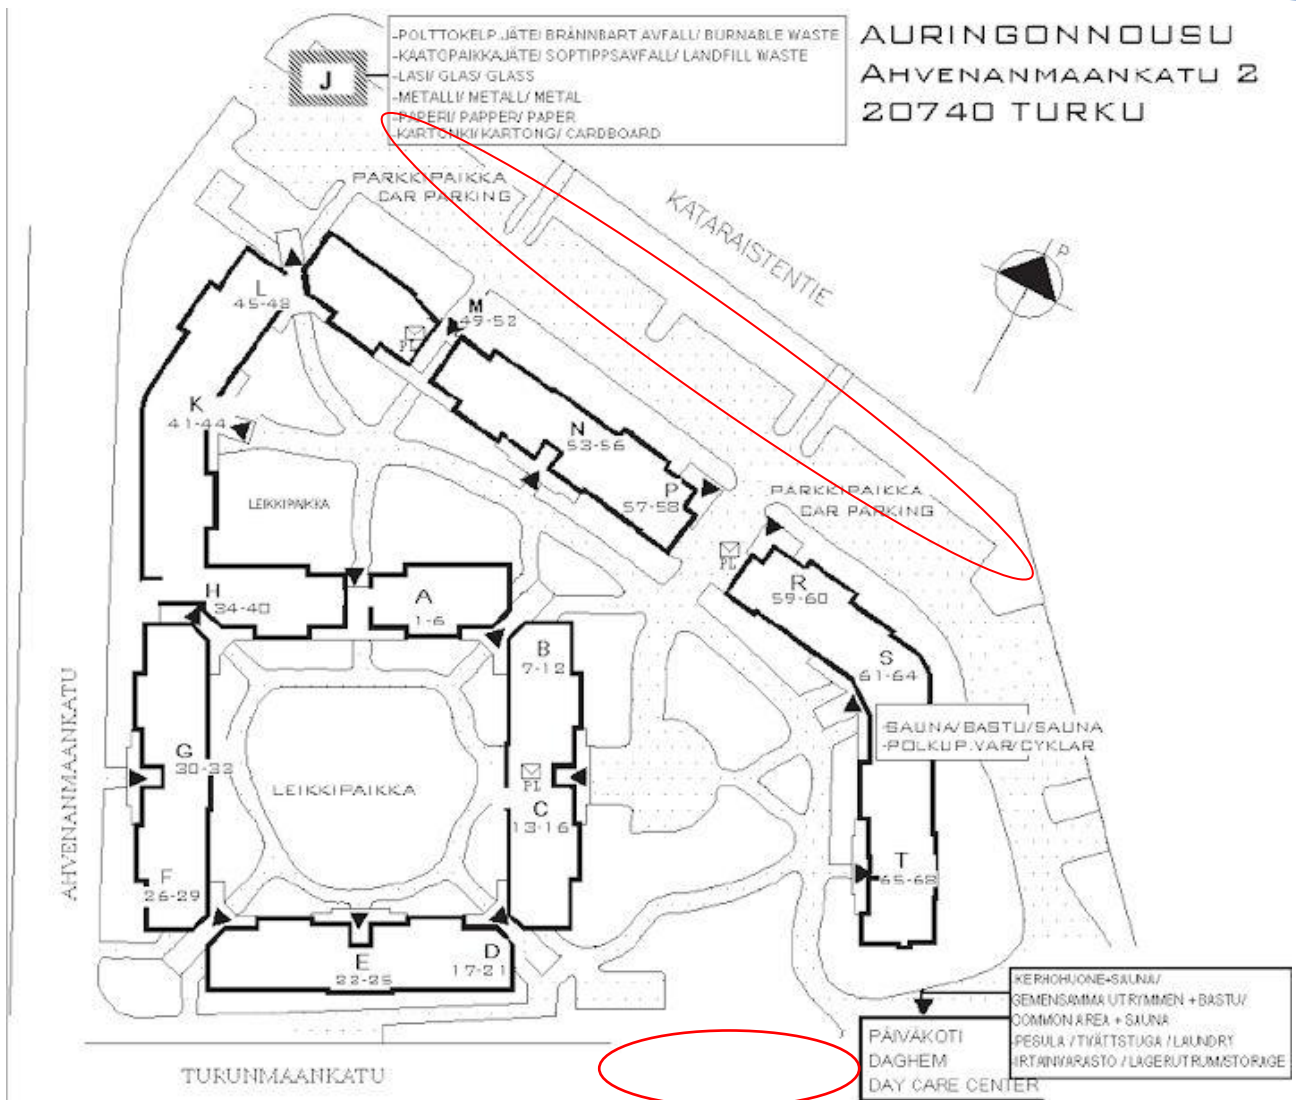 -POLTTOKELP.JÄTE/ BRÄNNBART AVFALL/ BURNABLE WASTE
-KAATOPAIKKAJÄTE/ SOPTIPPSAVFALL/ LANDFILL WASTE
-LASI/ GLAS/ GLASS
-METALLI/ METALL/ METAL
-PAPERI/ PAPPER/ PAPER
-KARTONKI/ KARTONG/ CARDBOARD
J
AURINGONNOUSU
AHVENANMAANKATU 2
20740 TURKU
PARKKIPAIKKA
CAR PARKING
KATARAISTENTIE
P
L
45-48
M
49-52
PL
K
41-44
N
53-56
P
57-58
LEIKKIPAIKKA
PARKKIPAIKKA
CAR PARKING
PL
R
59-60
H
34-40
A
1-6
B
7-12
S
61-64
-SAUNA/BASTU/SAUNA
-POLKUP.VAR/CYKLAR
AHVENANMAANKATU
G
30-33
LEIKKIPAIKKA
PL
C
13-16
F
26-29
T
65-68
E
22-25
D
17-21
KERHOHUONE+SAUNA/
GEMENSAMMA UTRYMMEN + BASTU/
COMMON AREA + SAUNA
-PESULA / TVÄTTSTUGA / LAUNDRY
-IRTAINVARASTO / LAGERUTRUM/STORAGE
PÄIVÄKOTI
DAGHEM
DAY CARE CENTER
TURUNMAANKATU